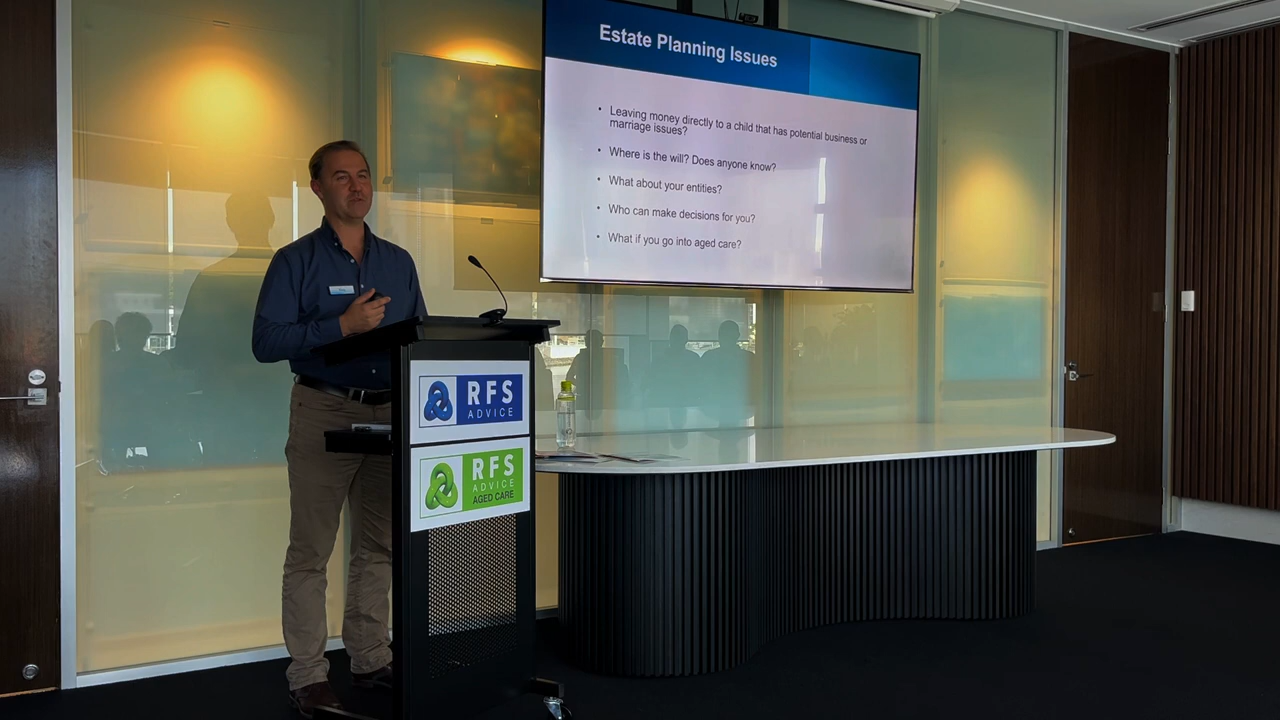 Estate Planning Issues
• Leaving money directly to a child that has potential business or
marriage issues?
• Where is the will? Does anyone know?
• What about your entities?
• Who can make decisions for you?
• What if you go into aged care?
RFS
ADVICE
RFS
ADVICE
AGED CARE